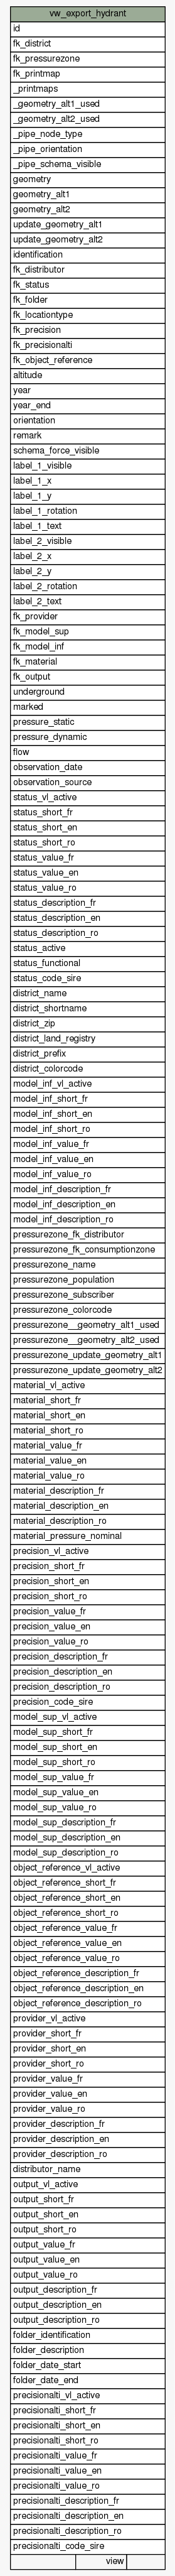 vw_export_hydrant
id
fk_district
fk_pressurezone
fk_printmap
_printmaps
_geometry_alt1_used
_geometry_alt2_used
_pipe_node_type
_pipe_orientation
_pipe_schema_visible
geometry
geometry_alt1
geometry_alt2
update_geometry_alt1
update_geometry_alt2
identification
fk_distributor
fk_status
fk_folder
fk_locationtype
fk_precision
fk_precisionalti
fk_object_reference
altitude
year
year_end
orientation
remark
schema_force_visible
label_1_visible
label_1_x
label_1_y
label_1_rotation
label_1_text
label_2_visible
label_2_x
label_2_y
label_2_rotation
label_2_text
fk_provider
fk_model_sup
fk_model_inf
fk_material
fk_output
underground
marked
pressure_static
pressure_dynamic
flow
observation_date
observation_source
status_vl_active
status_short_fr
status_short_en
status_short_ro
status_value_fr
status_value_en
status_value_ro
status_description_fr
status_description_en
status_description_ro
status_active
status_functional
status_code_sire
district_name
district_shortname
district_zip
district_land_registry
district_prefix
district_colorcode
model_inf_vl_active
model_inf_short_fr
model_inf_short_en
model_inf_short_ro
model_inf_value_fr
model_inf_value_en
model_inf_value_ro
model_inf_description_fr
model_inf_description_en
model_inf_description_ro
pressurezone_fk_distributor
pressurezone_fk_consumptionzone
pressurezone_name
pressurezone_population
pressurezone_subscriber
pressurezone_colorcode
pressurezone__geometry_alt1_used
pressurezone__geometry_alt2_used
pressurezone_update_geometry_alt1
pressurezone_update_geometry_alt2
material_vl_active
material_short_fr
material_short_en
material_short_ro
material_value_fr
material_value_en
material_value_ro
material_description_fr
material_description_en
material_description_ro
material_pressure_nominal
precision_vl_active
precision_short_fr
precision_short_en
precision_short_ro
precision_value_fr
precision_value_en
precision_value_ro
precision_description_fr
precision_description_en
precision_description_ro
precision_code_sire
model_sup_vl_active
model_sup_short_fr
model_sup_short_en
model_sup_short_ro
model_sup_value_fr
model_sup_value_en
model_sup_value_ro
model_sup_description_fr
model_sup_description_en
model_sup_description_ro
object_reference_vl_active
object_reference_short_fr
object_reference_short_en
object_reference_short_ro
object_reference_value_fr
object_reference_value_en
object_reference_value_ro
object_reference_description_fr
object_reference_description_en
object_reference_description_ro
provider_vl_active
provider_short_fr
provider_short_en
provider_short_ro
provider_value_fr
provider_value_en
provider_value_ro
provider_description_fr
provider_description_en
provider_description_ro
distributor_name
output_vl_active
output_short_fr
output_short_en
output_short_ro
output_value_fr
output_value_en
output_value_ro
output_description_fr
output_description_en
output_description_ro
folder_identification
folder_description
folder_date_start
folder_date_end
precisionalti_vl_active
precisionalti_short_fr
precisionalti_short_en
precisionalti_short_ro
precisionalti_value_fr
precisionalti_value_en
precisionalti_value_ro
precisionalti_description_fr
precisionalti_description_en
precisionalti_description_ro
precisionalti_code_sire
view